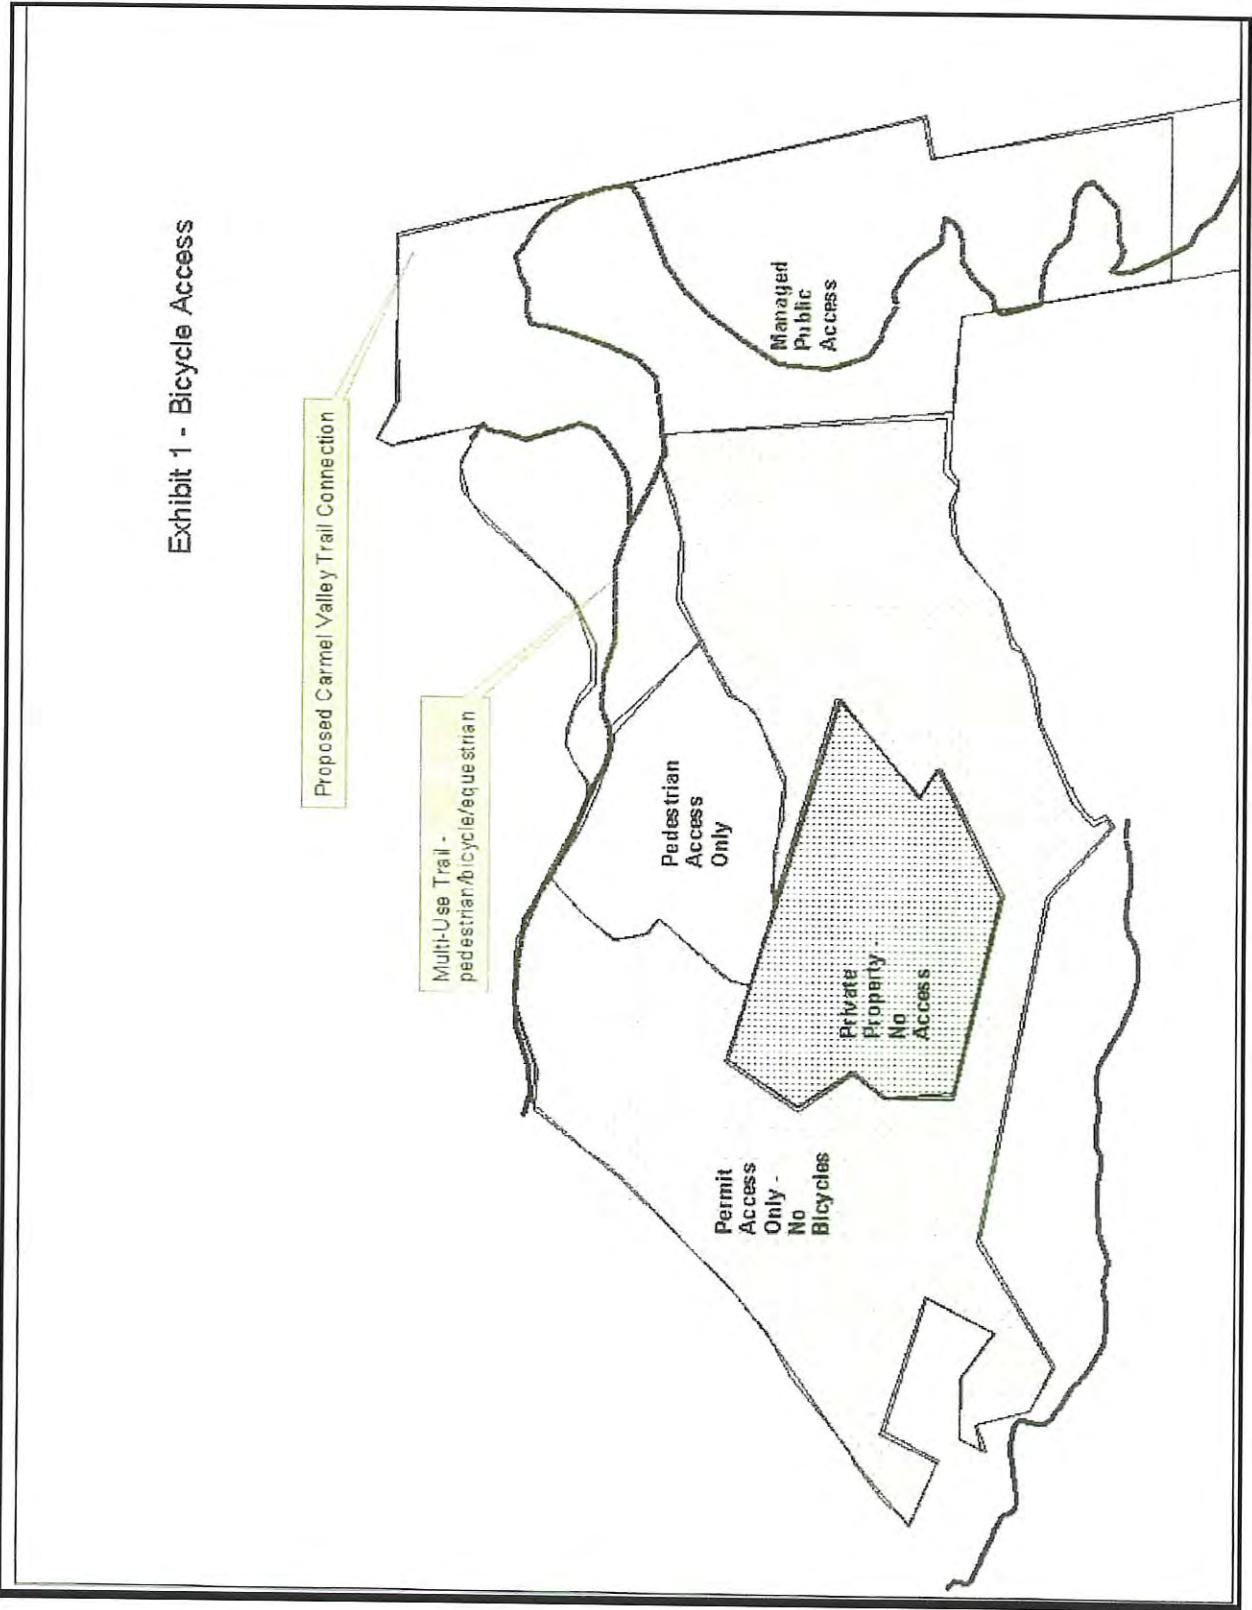 Exhibit 1 - Bicycle Access
Proposed Carmel Valley Trail Connection
Multi-Use Trail -
pedestrian/bicycle/equestrian
Managed
Public
Access
Pedestrian
Access
Only
Private
Property -
No
Access
Permit
Access
Only -
No
Bicycles